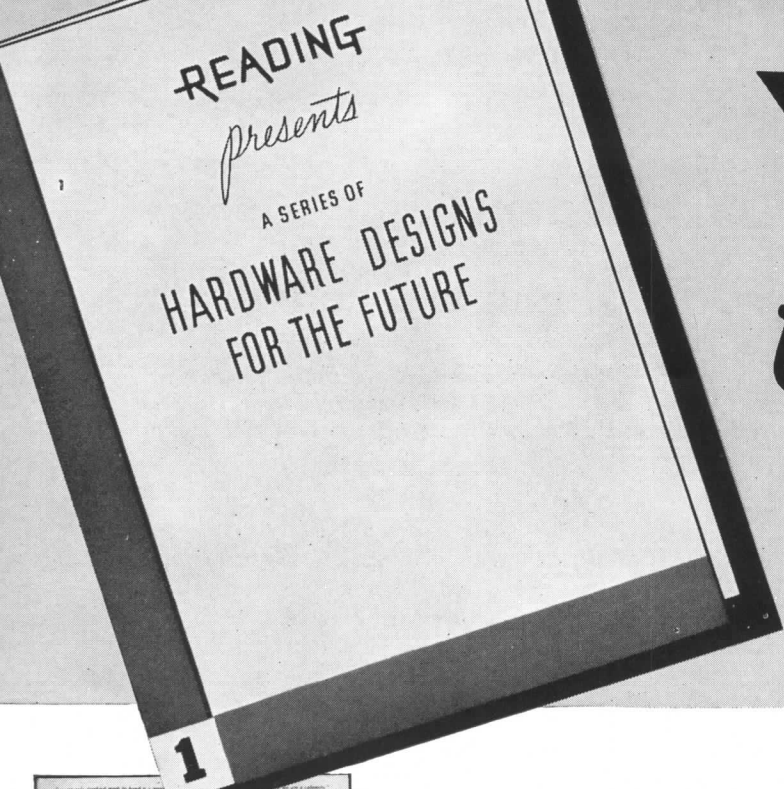 READING
presents
A SERIES OF
HARDWARE DESIGNS
FOR THE FUTURE
1